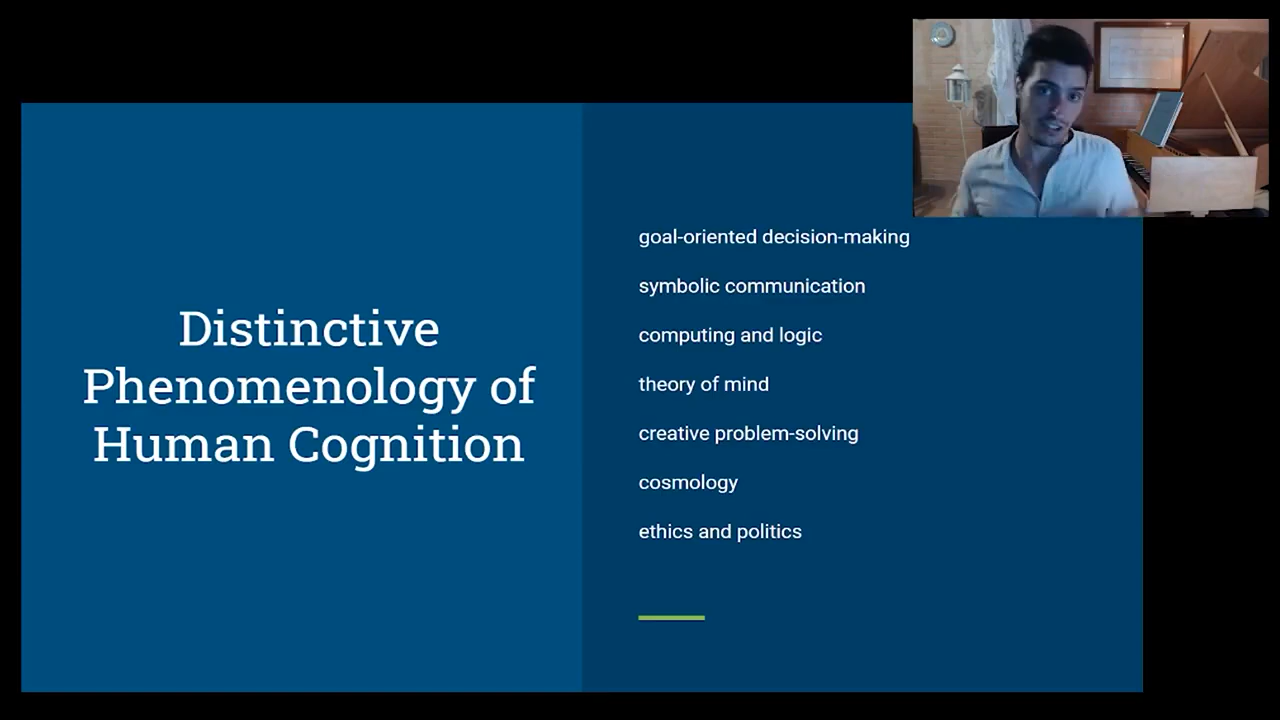 Distinctive
Phenomenology of
Human Cognition
goal-oriented decision-making
symbolic communication
computing and logic
theory of mind
creative problem-solving
cosmology
ethics and politics